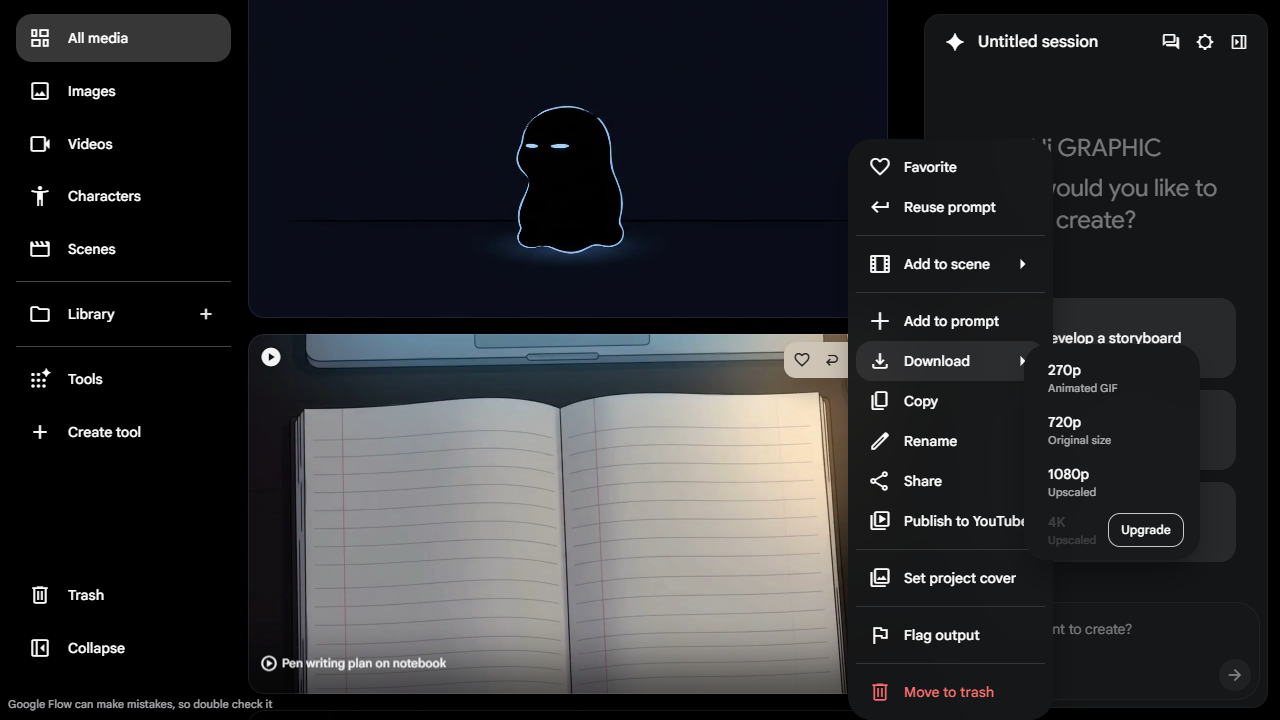 All media
Images
Videos
Characters
Scenes
Library
Tools
Create tool
Trash
Collapse
Google Flow can make mistakes, so double check it
Pen writing plan on notebook
Favorite
Reuse prompt
Add to scene
Add to prompt
Download
Copy
Rename
Share
Publish to YouTube
Set project cover
Flag output
Move to trash
270p
Animated GIF
720p
Original size
1080p
Upscaled
4K
Upscaled
Upgrade
Untitled session
GRAPHIC
would you like to
create?
evelop a storyboard
nt to create?